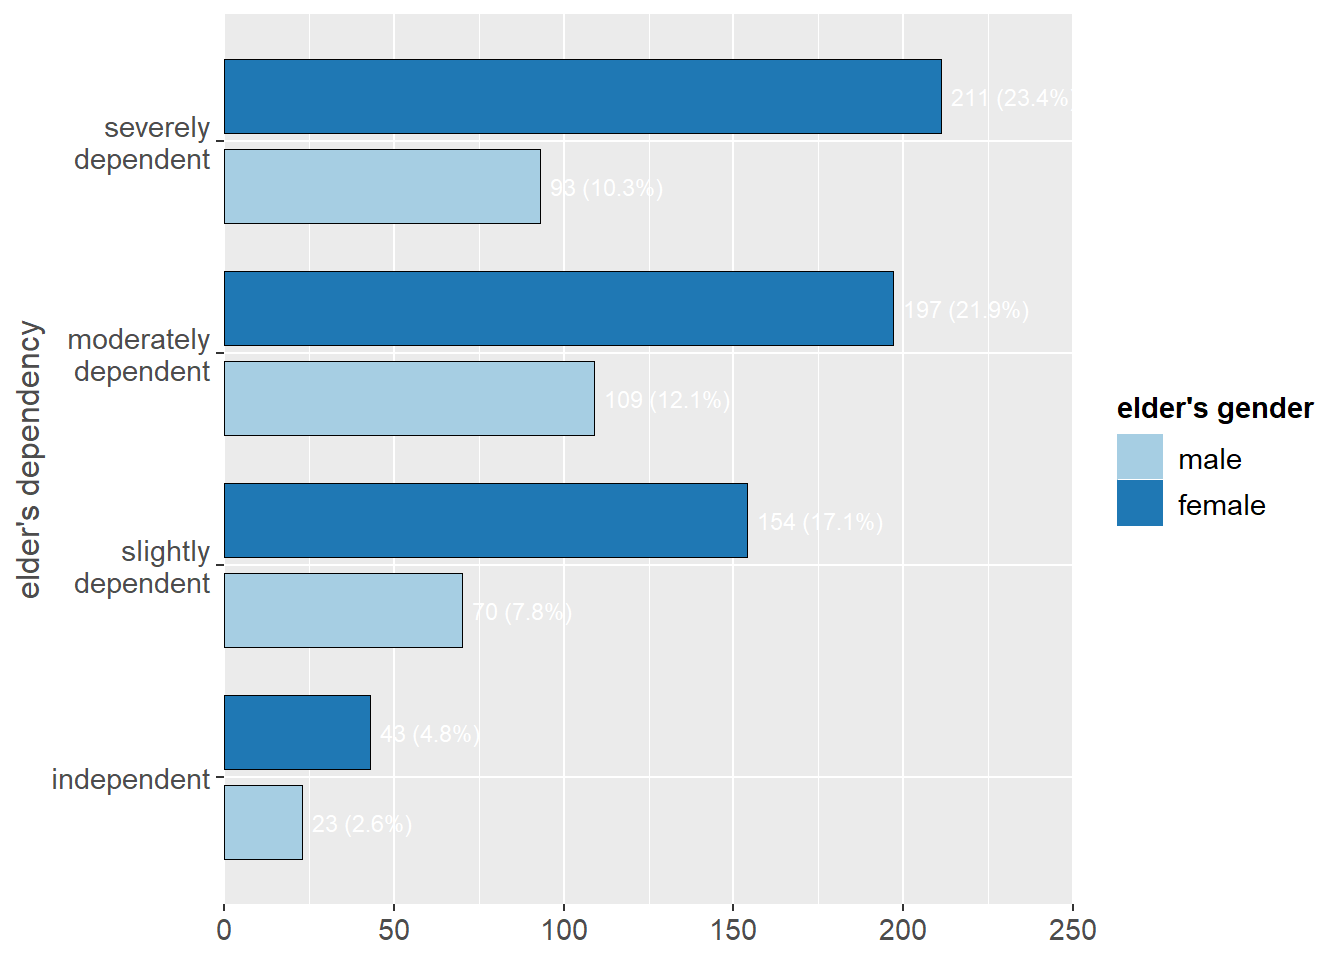 severely
dependent
211 (23.4%
93 (10.3%)
moderately
dependent
197 (21.9%)
109 (12.1%)
slightly
dependent
154 (17.1%)
70 (7.8%)
independent
43 (4.8%)
23 (2.6%)
elder's dependency
0 50 100 150 200 250
elder's gender
male
female